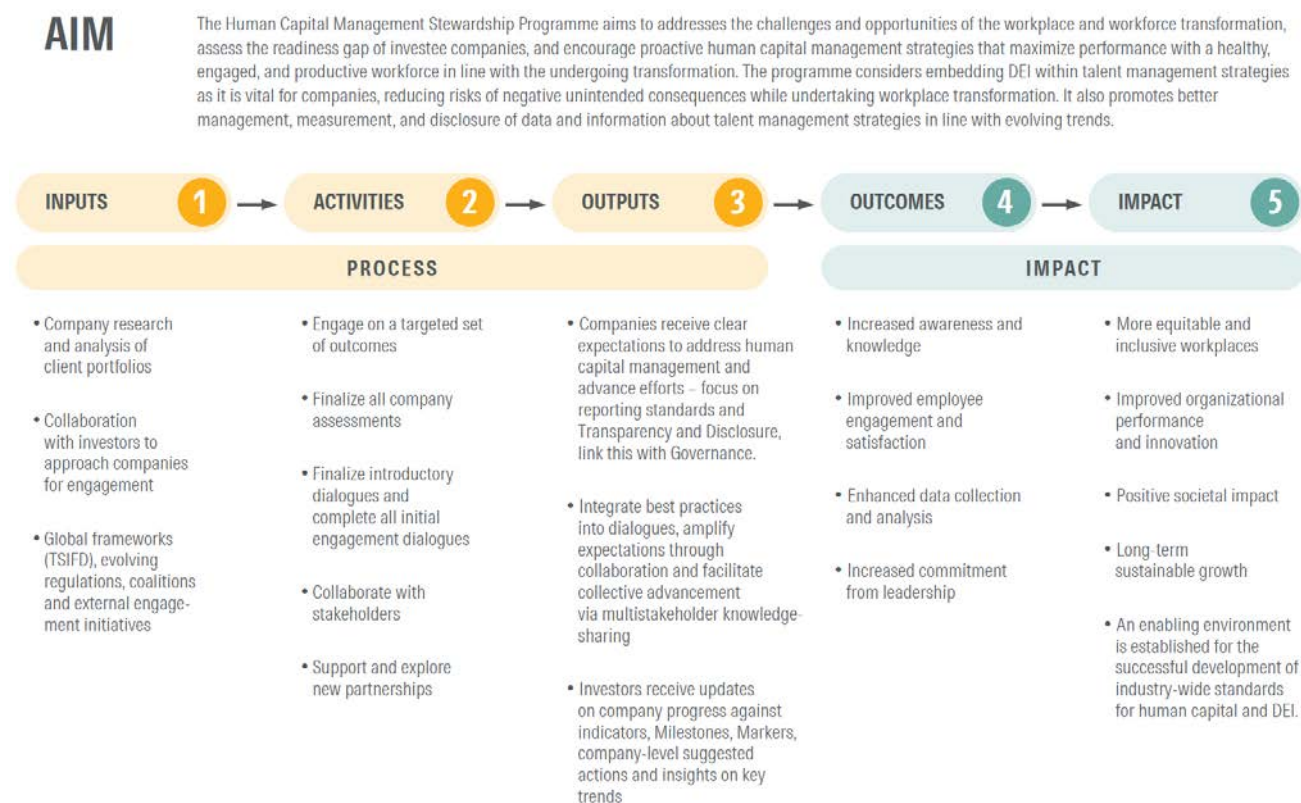 AIM
The Human Capital Management Stewardship Programme aims to addresses the challenges and opportunities of the workplace and workforce transformation,
assess the readiness gap of investee companies, and encourage proactive human capital management strategies that maximize performance with a healthy,
engaged, and productive workforce in line with the undergoing transformation. The programme considers embedding DEI within talent management strategies
as it is vital for companies, reducing risks of negative unintended consequences while undertaking workplace transformation. It also promotes better
management, measurement, and disclosure of data and information about talent management strategies in line with evolving trends.
INPUTS 1
ACTIVITIES 2
OUTPUTS 3
OUTCOMES 4
IMPACT 5
PROCESS
IMPACT
• Company research
and analysis of
client portfolios
• Collaboration
with investors to
approach companies
for engagement
• Global frameworks
(TSIFD), evolving
regulations, coalitions
and external engage-
ment initiatives
• Engage on a targeted set
of outcomes
• Finalize all company
assessments
• Finalize introductory
dialogues and
complete all initial
engagement dialogues
• Collaborate with
stakeholders
• Support and explore
new partnerships
• Companies receive clear
expectations to address human
capital management and
advance efforts – focus on
reporting standards and
Transparency and Disclosure,
link this with Governance.
• Integrate best practices
into dialogues, amplify
expectations through
collaboration and facilitate
collective advancement
via multistakeholder knowledge-
sharing
• Investors receive updates
on company progress against
indicators, Milestones, Markers,
company-level suggested
actions and insights on key
trends
• Increased awareness and
knowledge
• Improved employee
engagement and
satisfaction
• Enhanced data collection
and analysis
• Increased commitment
from leadership
• More equitable and
inclusive workplaces
• Improved organizational
performance
and innovation
• Positive societal impact
• Long-term
sustainable growth
• An enabling environment
is established for the
successful development of
industry-wide standards
for human capital and DEI.